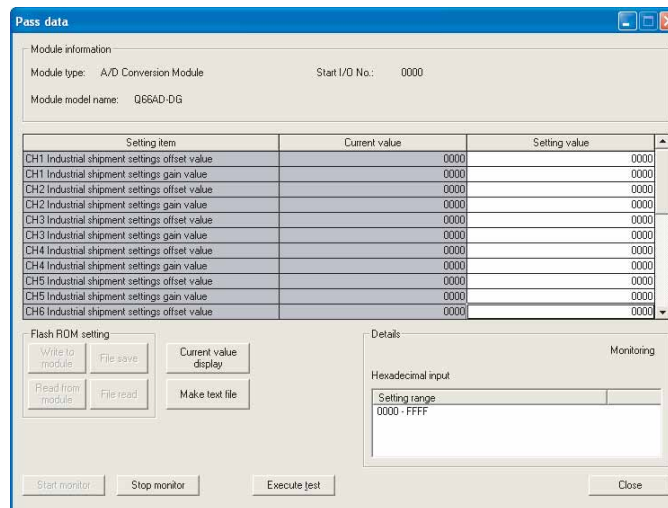 Pass data
Module information
Module type: A/D Conversion Module Start I/O No.: 0000
Module model name: Q66AD-DG
Setting item Current value Setting value
CH1 Industrial shipment settings offset value 0000 0000
CH1 Industrial shipment settings gain value 0000 0000
CH2 Industrial shipment settings offset value 0000 0000
CH2 Industrial shipment settings gain value 0000 0000
CH3 Industrial shipment settings offset value 0000 0000
CH3 Industrial shipment settings gain value 0000 0000
CH4 Industrial shipment settings offset value 0000 0000
CH4 Industrial shipment settings gain value 0000 0000
CH5 Industrial shipment settings offset value 0000 0000
CH5 Industrial shipment settings gain value 0000 0000
CH6 Industrial shipment settings offset value 0000 0000
Flash ROM setting
Write to
module
File save
Current value
display
Read from
module
File read
Make text file
Details
Monitoring
Hexadecimal input
Setting range
0000 - FFFF
Start monitor Stop monitor Execute test Close